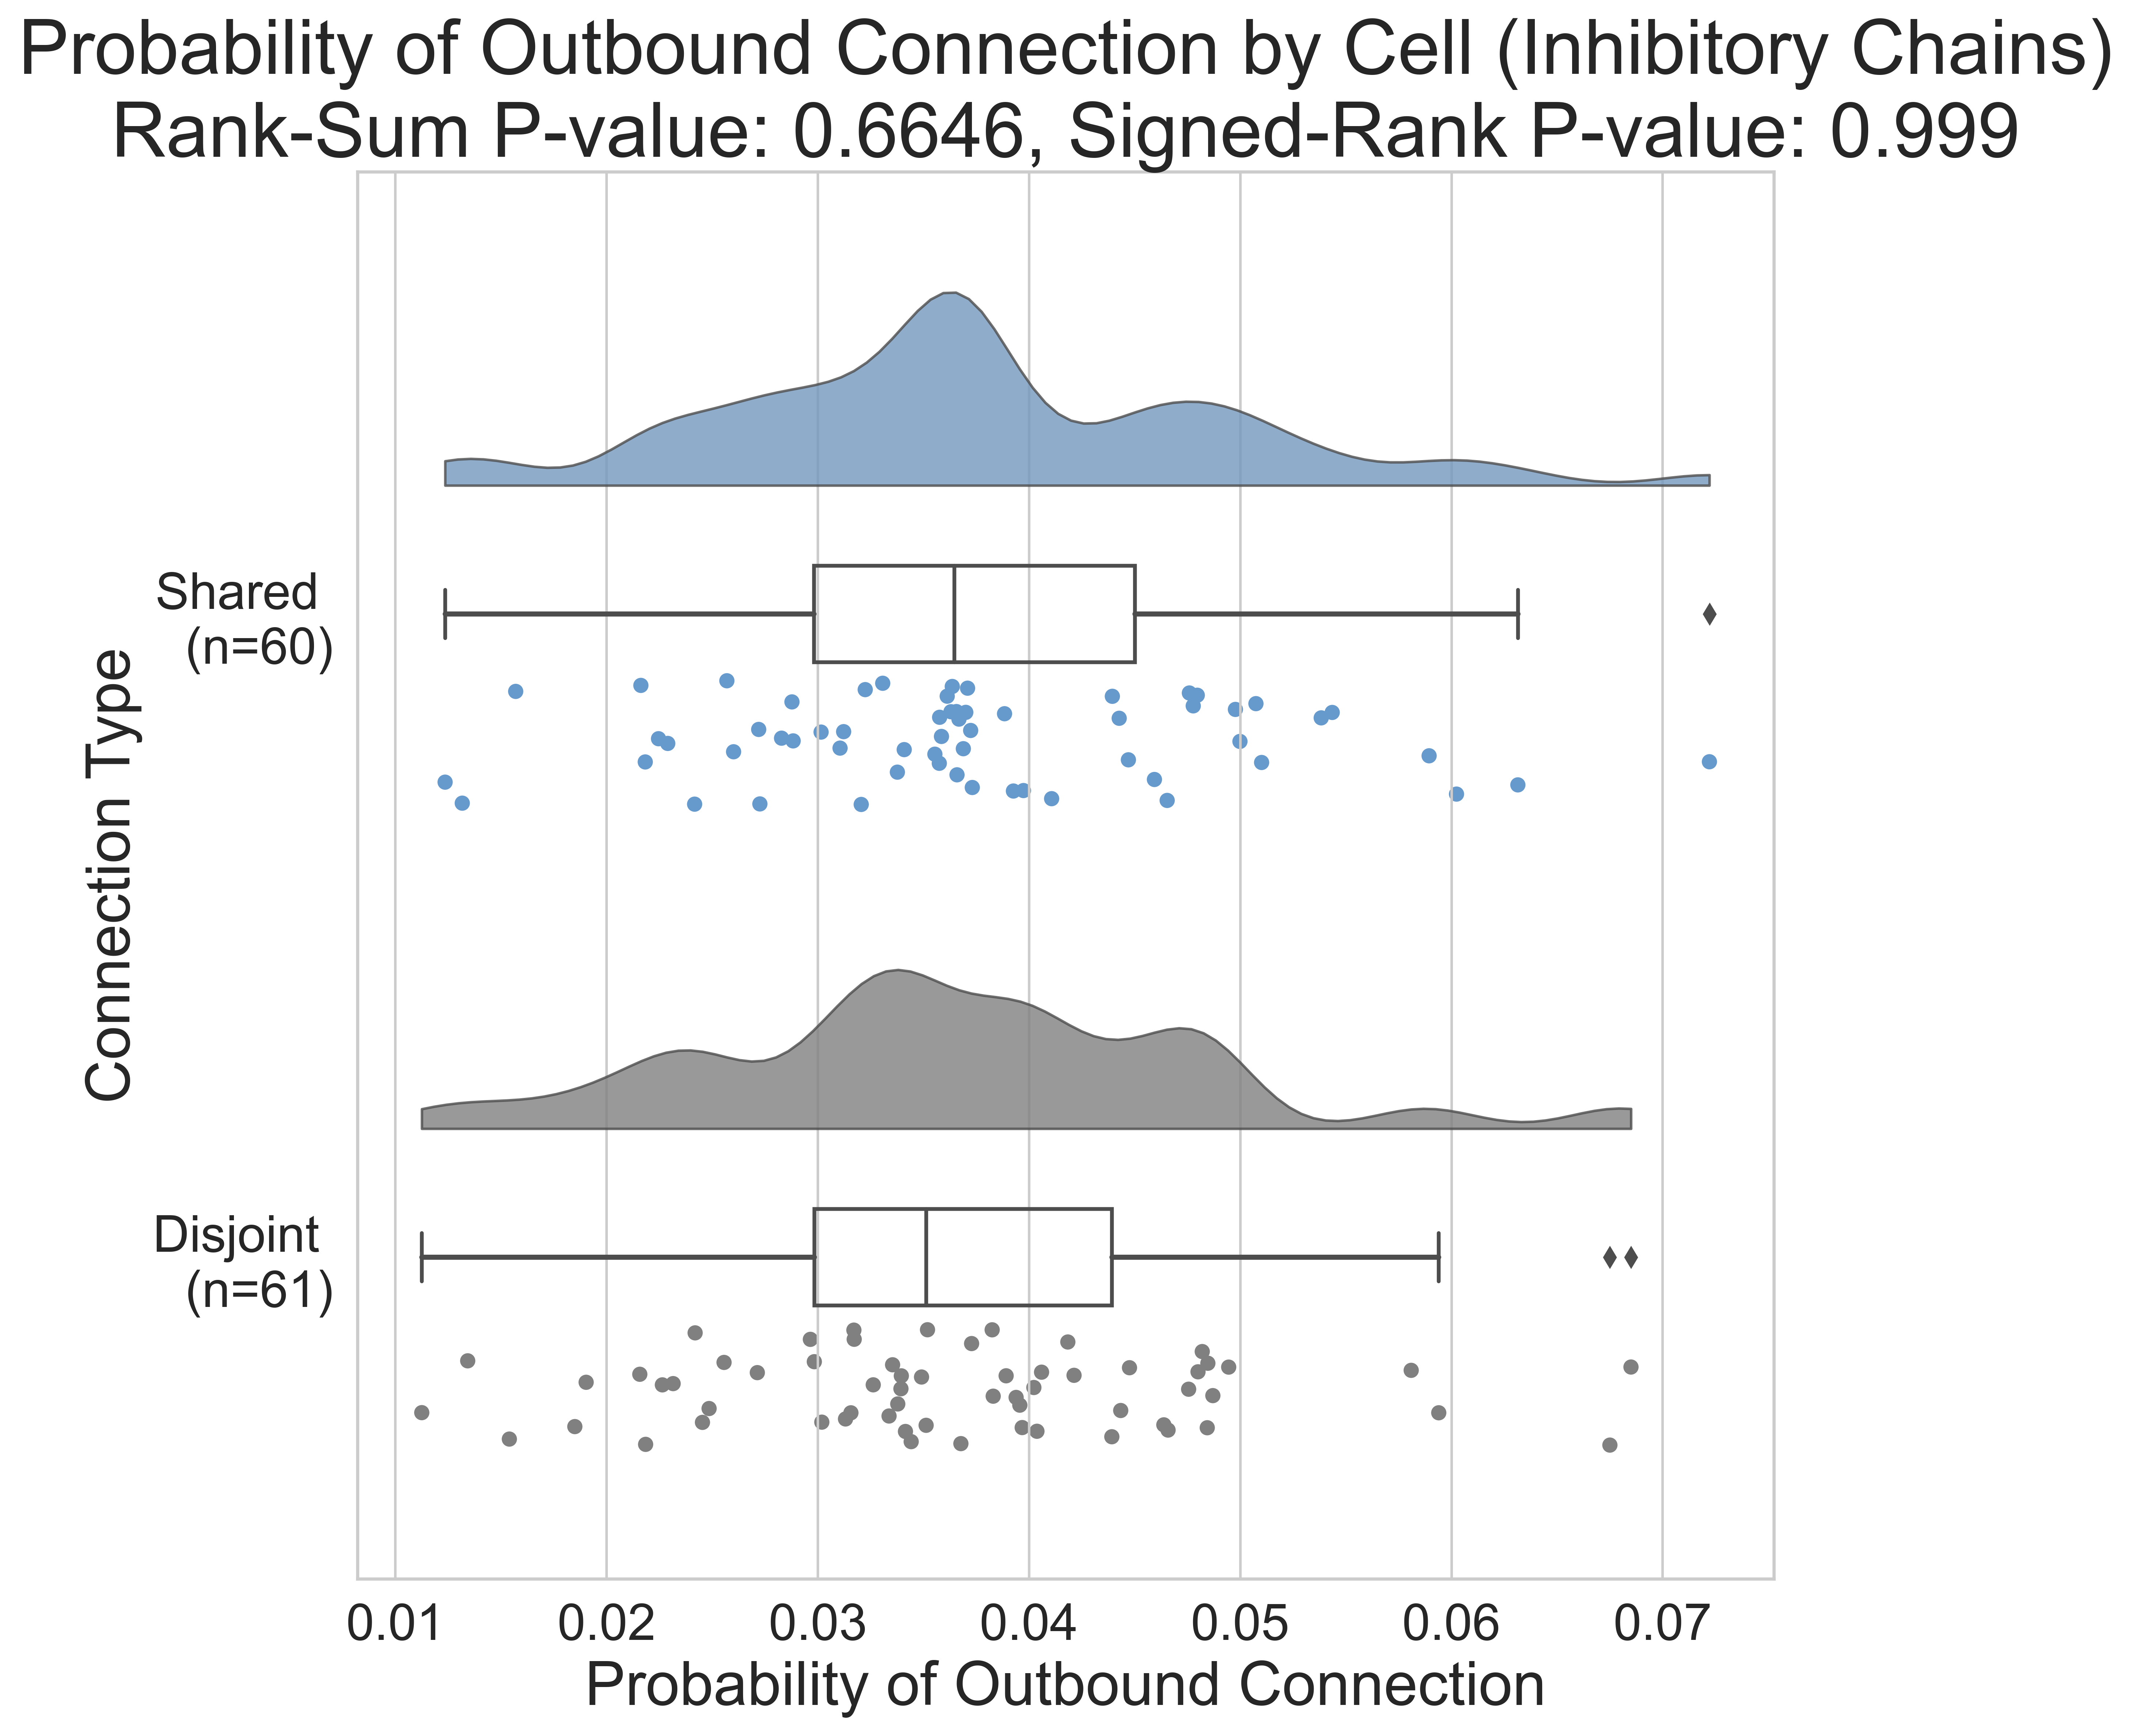 Probability of Outbound Connection by Cell (Inhibitory Chains)
Rank-Sum P-value: 0.6646, Signed-Rank P-value: 0.999
Connection Type
Shared
(n=60)
Disjoint
(n=61)
0.01 0.02 0.03 0.04 0.05 0.06 0.07
Probability of Outbound Connection